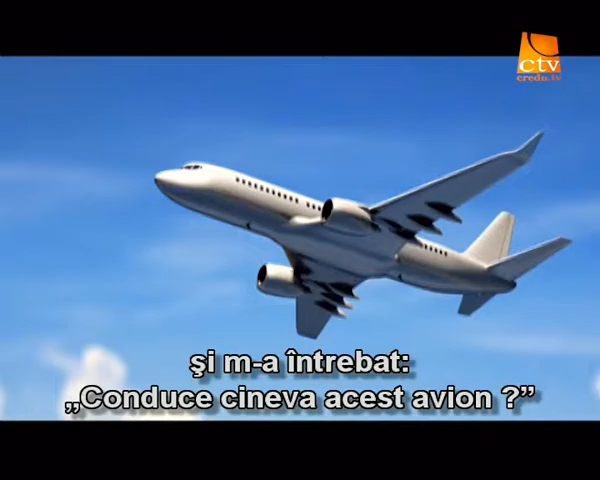 ctv
credo.tv
şi m-a întrebat:
„Conduce cineva acest avion ?”